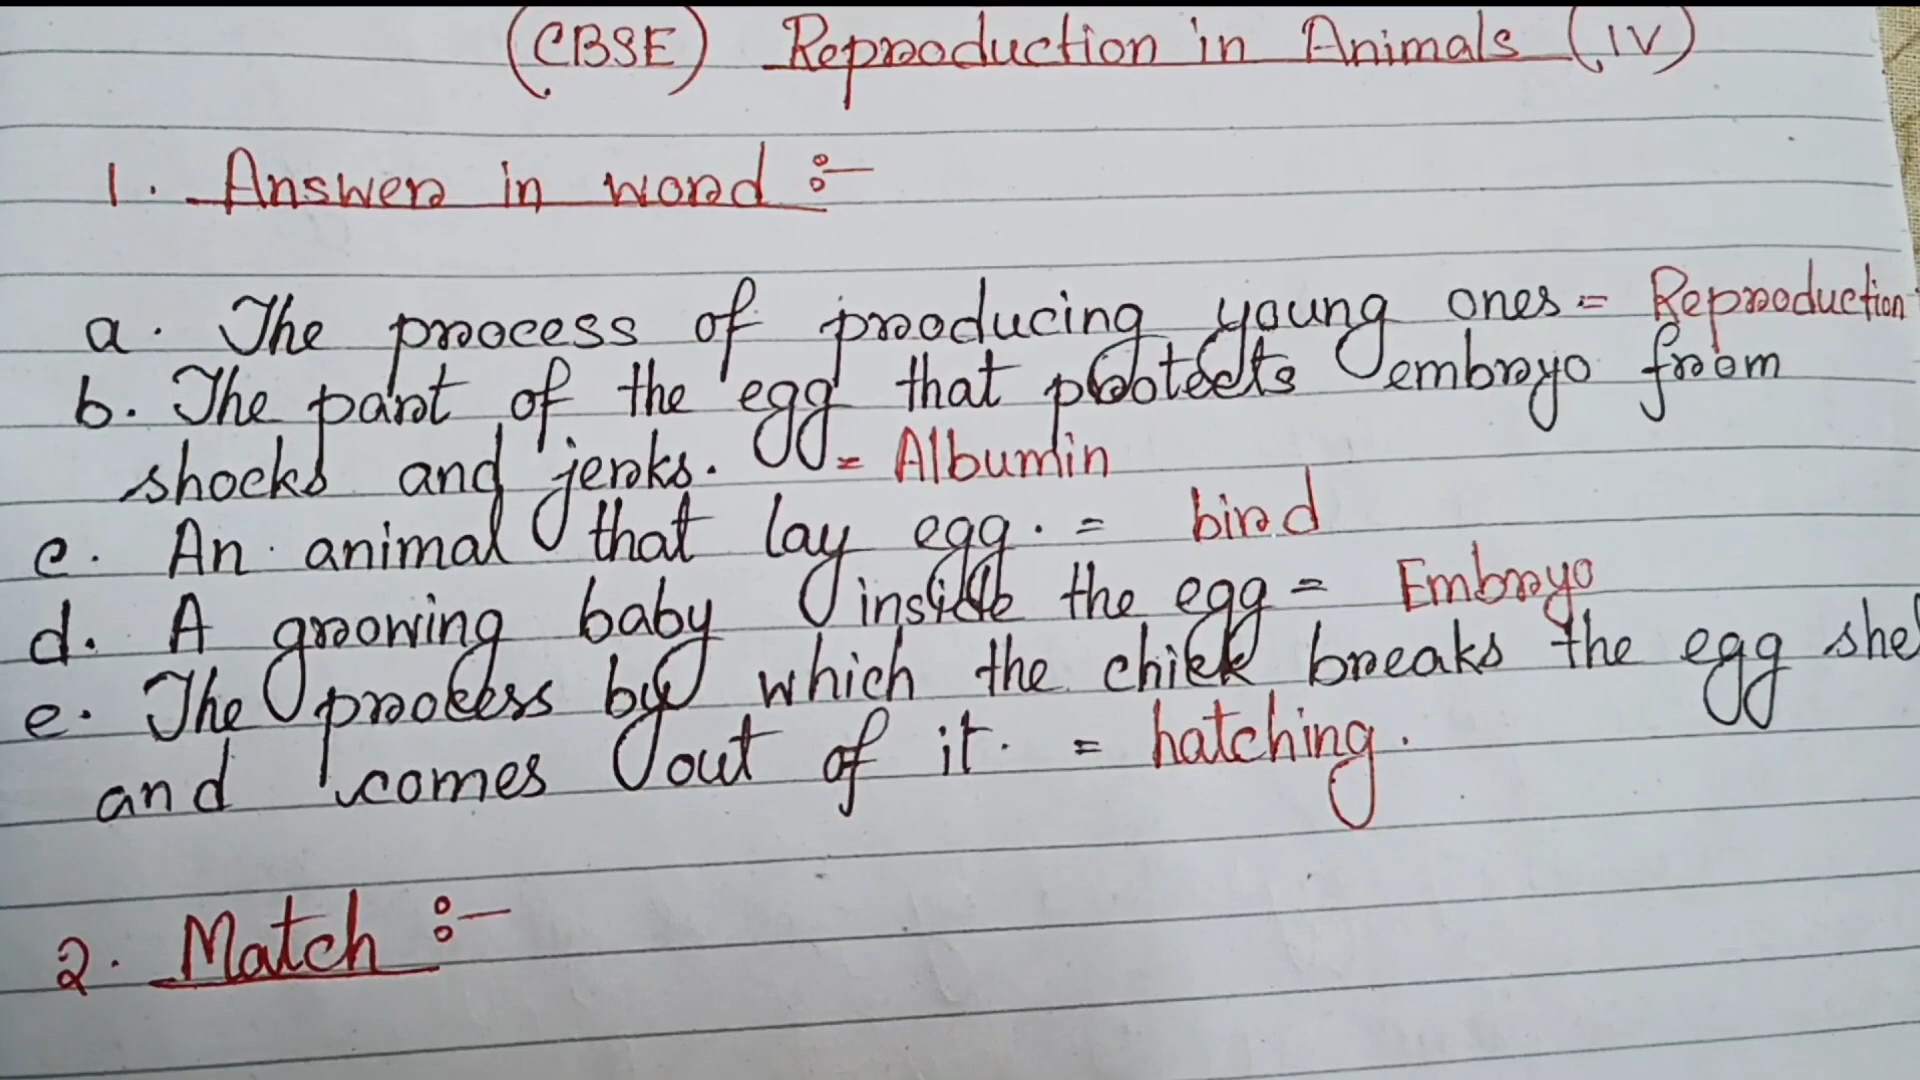 (CBSE) Reproduction in Animals (IV)
1. Answer in word :-
a. The process of producing young ones = Reproduction
b. The part of the egg that protects embryo from
shocks and jerks. = Albumin
c. An animal that lay egg. = bird
d. A growing baby inside the egg = Embryo
e. The process by which the chick breaks the egg shel
and comes out of it. = hatching.
2. Match :-